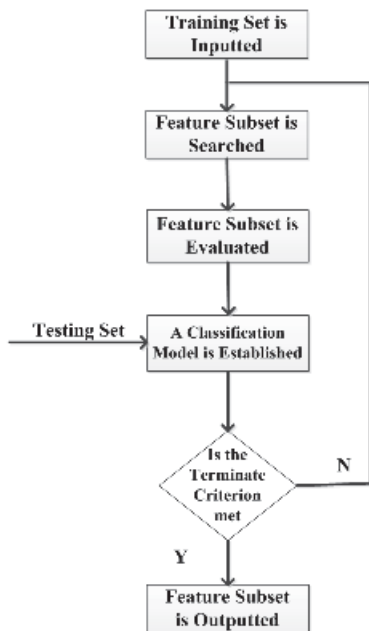 Training Set is
Inputted
Feature Subset is
Searched
Feature Subset is
Evaluated
Testing Set
A Classification
Model is Established
Is the
Terminate
Criterion
met
N
Y
Feature Subset
is Outputted